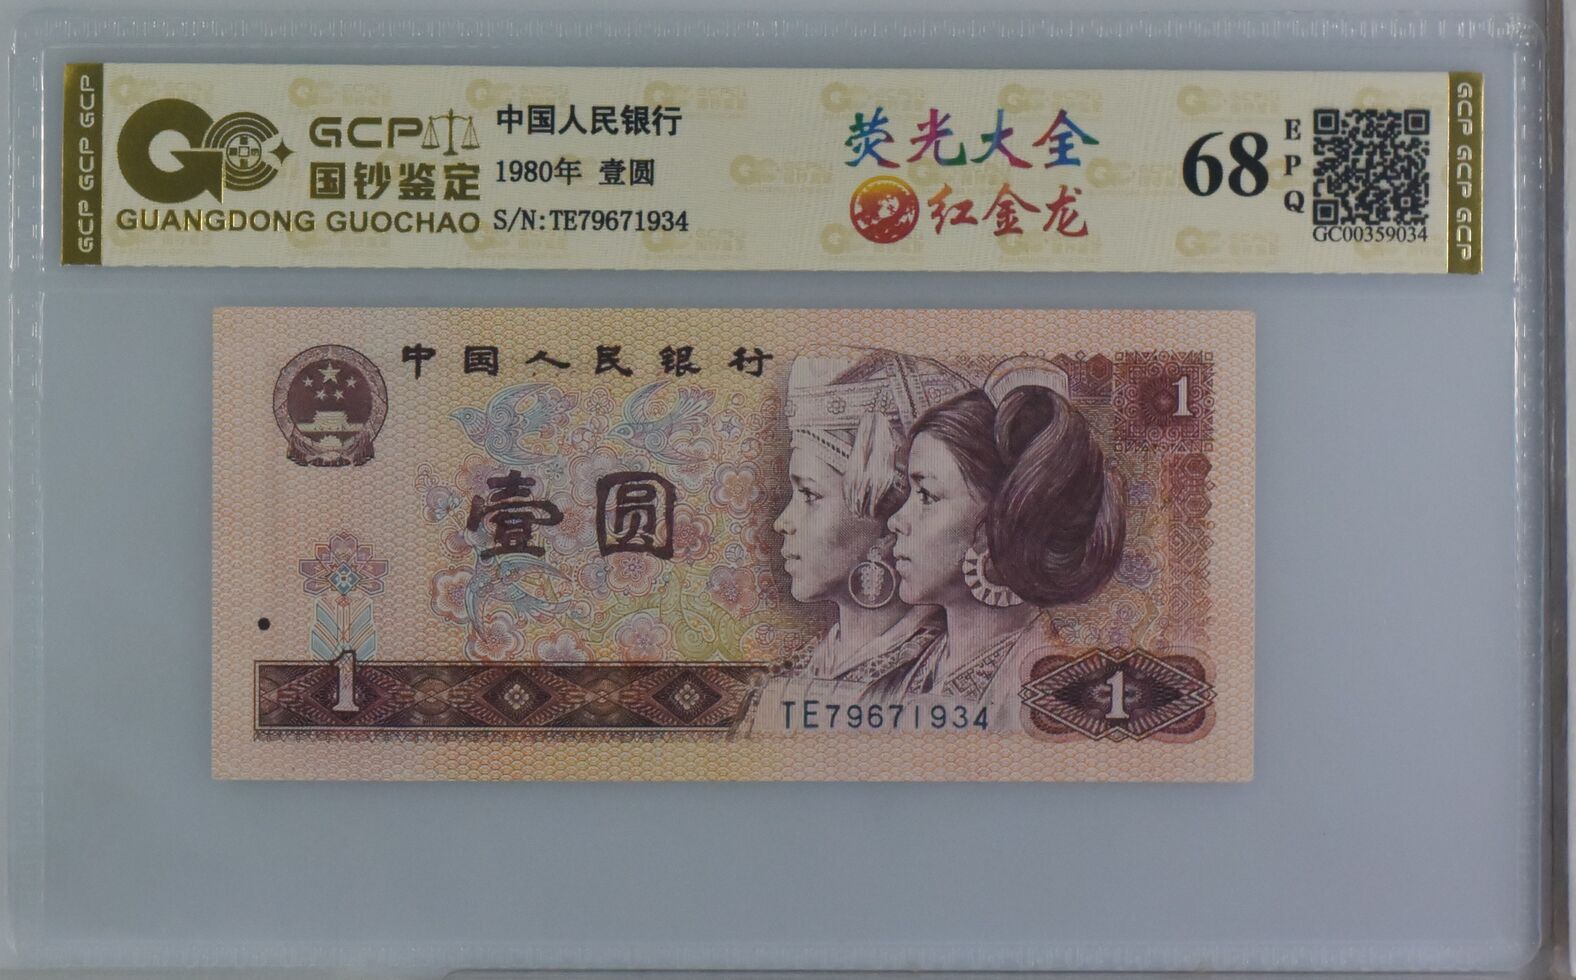 GCP GCP GCP
GCP
国钞鉴定
GUANGDONG GUOCHAO
中国人民银行
1980年 壹圆
S/N:TE79671934
荧光大全
红金龙
68
EPQ
GC00359034
GCP GCP GCP
中国人民银行
1
壹圆
1
TE79671934
1